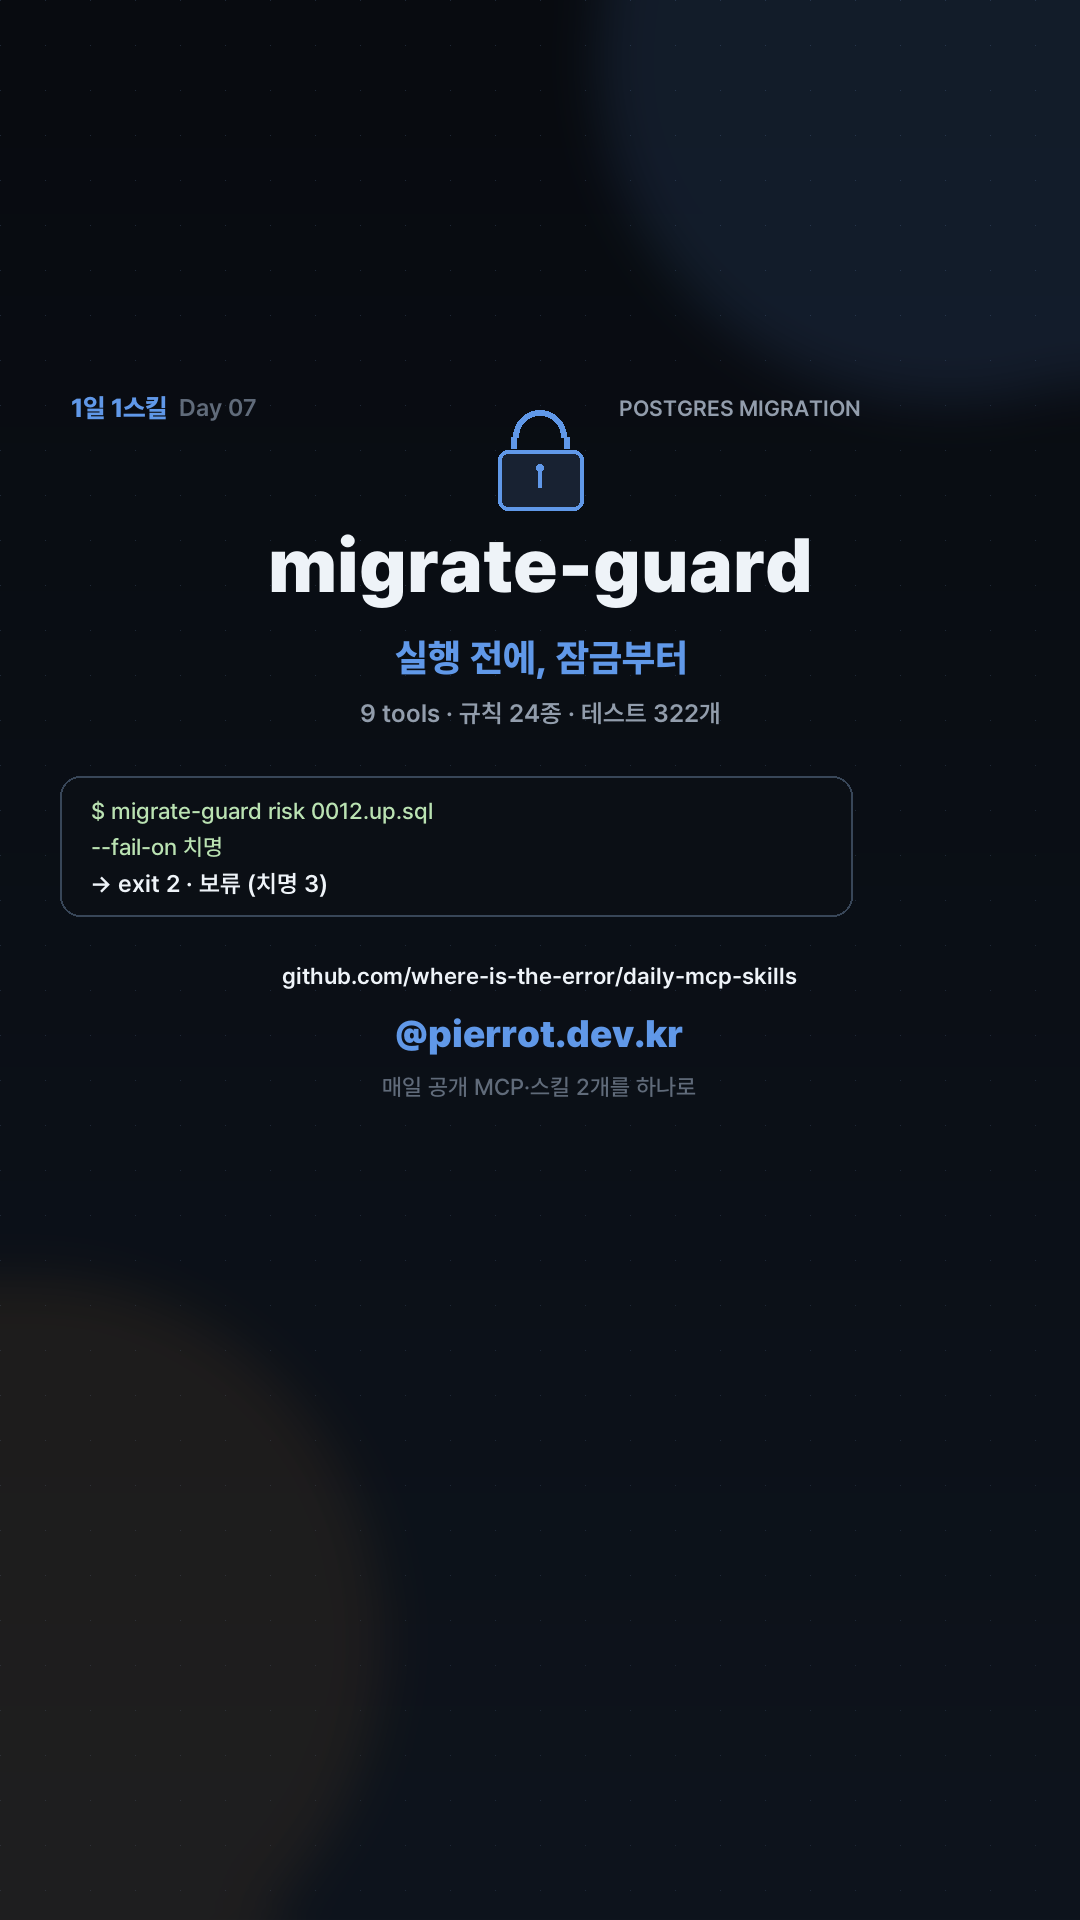 1일 1스킬 Day 07
POSTGRES MIGRATION
migrate-guard
실행 전에, 잠금부터
9 tools · 규칙 24종 · 테스트 322개
$ migrate-guard risk 0012.up.sql
--fail-on 치명
→ exit 2 · 보류 (치명 3)
github.com/where-is-the-error/daily-mcp-skills
@pierrot.dev.kr
매일 공개 MCP·스킬 2개를 하나로